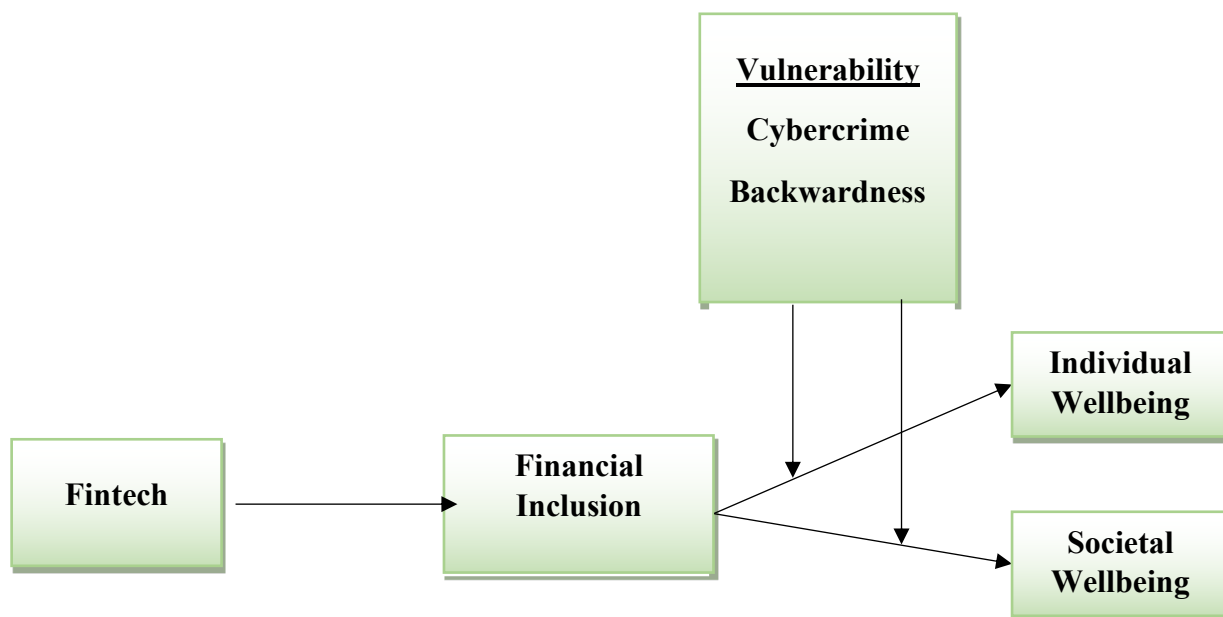 Vulnerability
Cybercrime
Backwardness
Individual
Wellbeing
Fintech
Financial
Inclusion
Societal
Wellbeing